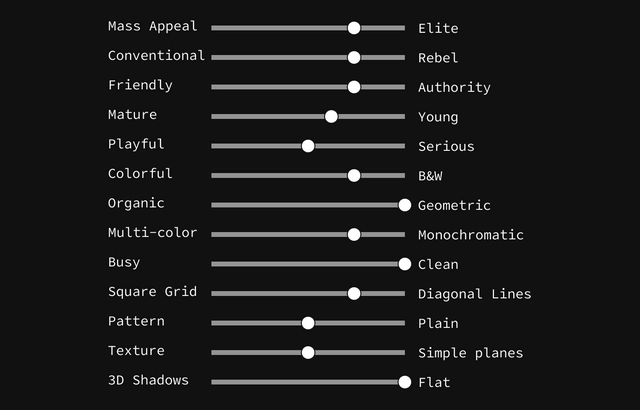 Mass Appeal Elite
Conventional Rebel
Friendly Authority
Mature Young
Playful Serious
Colorful B&W
Organic Geometric
Multi-color Monochromatic
Busy Clean
Square Grid Diagonal Lines
Pattern Plain
Texture Simple planes
3D Shadows Flat